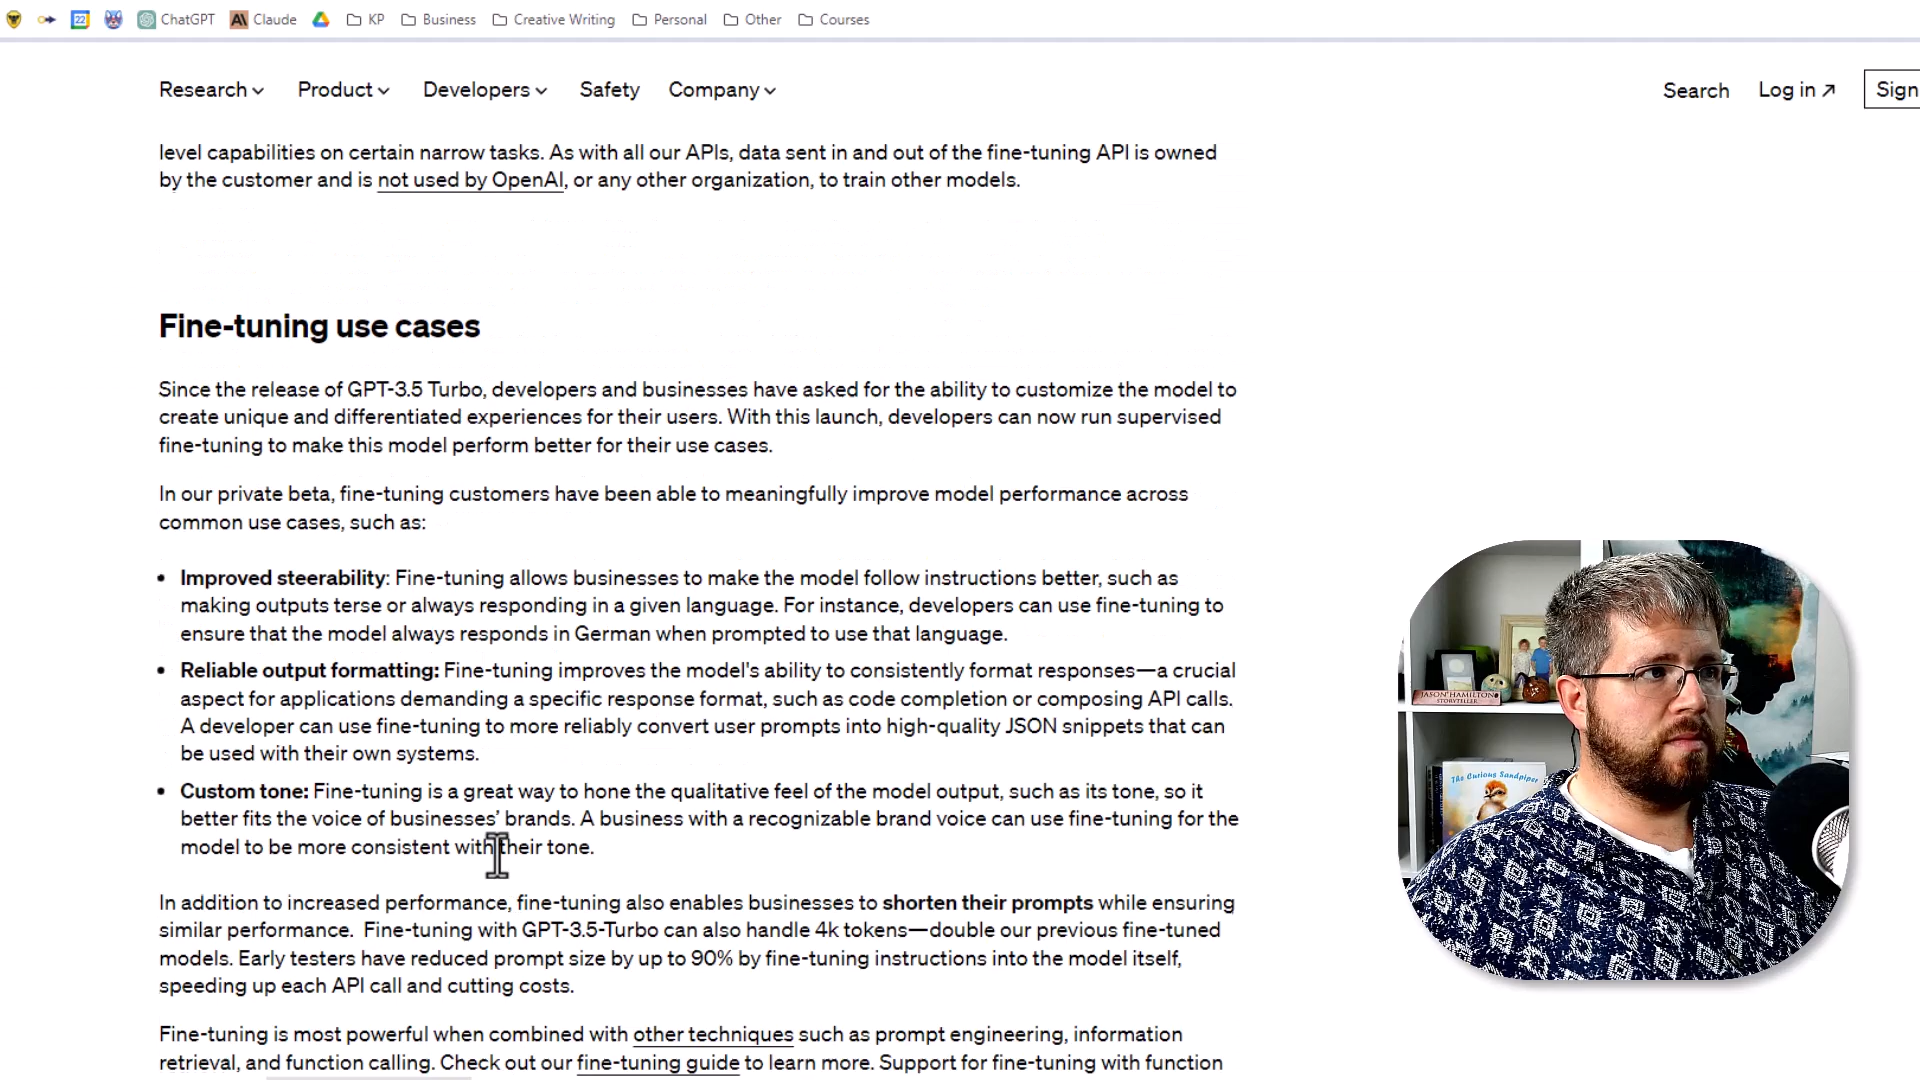 22
ChatGPT
Claude
KP
Business
Creative Writing
Personal
Other
Courses
Research
Product
Developers
Safety
Company
Search
Log in ↗
Sign
level capabilities on certain narrow tasks. As with all our APIs, data sent in and out of the fine-tuning API is owned
by the customer and is not used by OpenAI, or any other organization, to train other models.
Fine-tuning use cases
Since the release of GPT-3.5 Turbo, developers and businesses have asked for the ability to customize the model to
create unique and differentiated experiences for their users. With this launch, developers can now run supervised
fine-tuning to make this model perform better for their use cases.
In our private beta, fine-tuning customers have been able to meaningfully improve model performance across
common use cases, such as:
• Improved steerability: Fine-tuning allows businesses to make the model follow instructions better, such as
making outputs terse or always responding in a given language. For instance, developers can use fine-tuning to
ensure that the model always responds in German when prompted to use that language.
• Reliable output formatting: Fine-tuning improves the model's ability to consistently format responses—a crucial
aspect for applications demanding a specific response format, such as code completion or composing API calls.
A developer can use fine-tuning to more reliably convert user prompts into high-quality JSON snippets that can
be used with their own systems.
• Custom tone: Fine-tuning is a great way to hone the qualitative feel of the model output, such as its tone, so it
better fits the voice of businesses’ brands. A business with a recognizable brand voice can use fine-tuning for the
model to be more consistent with their tone.
In addition to increased performance, fine-tuning also enables businesses to shorten their prompts while ensuring
similar performance.  Fine-tuning with GPT-3.5-Turbo can also handle 4k tokens—double our previous fine-tuned
models. Early testers have reduced prompt size by up to 90% by fine-tuning instructions into the model itself,
speeding up each API call and cutting costs.
Fine-tuning is most powerful when combined with other techniques such as prompt engineering, information
retrieval, and function calling. Check out our fine-tuning guide to learn more. Support for fine-tuning with function
JASON HAMILTON
STORYTELLER
The Curious Sandpiper